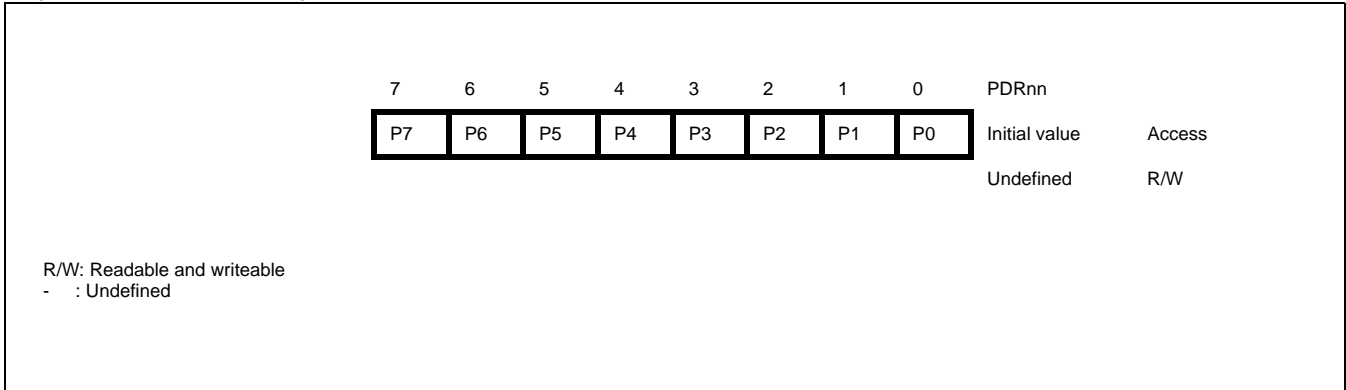 7 6 5 4 3 2 1 0 PDRnn
P7 P6 P5 P4 P3 P2 P1 P0 Initial value Access
Undefined R/W
R/W: Readable and writeable
- : Undefined